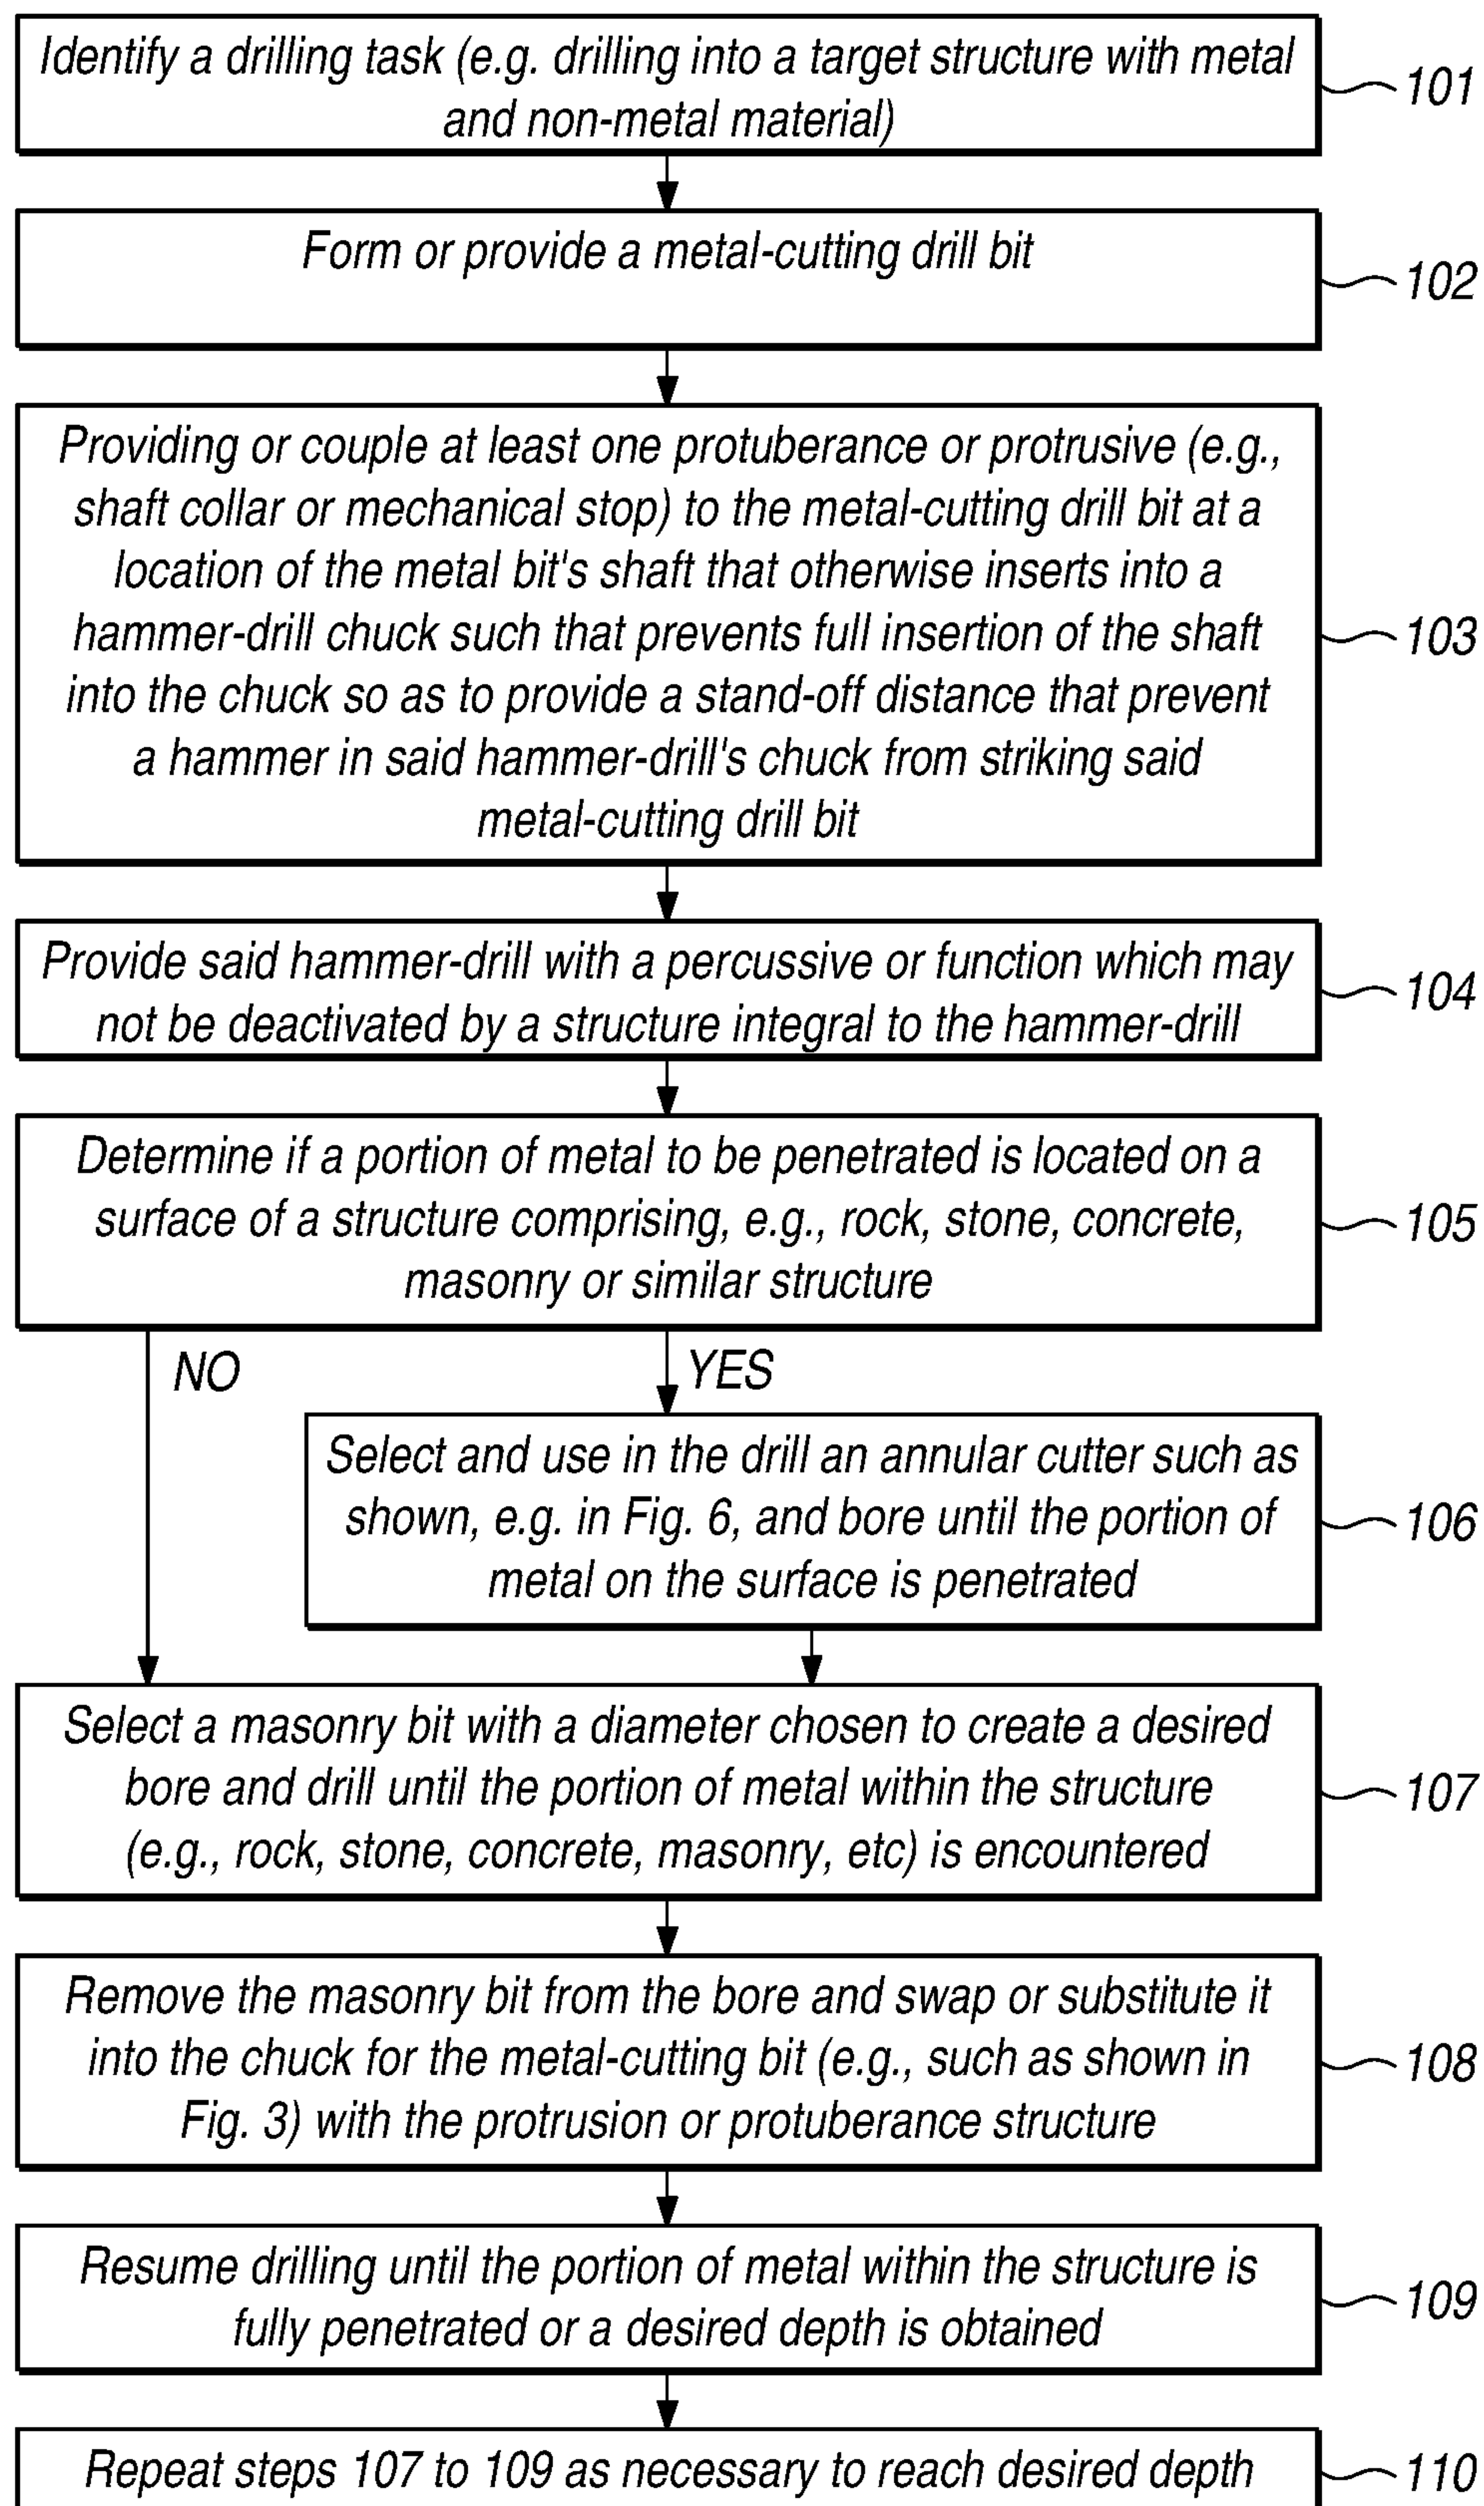 Identify a drilling task (e.g. drilling into a target structure with metal
and non-metal material)
101
Form or provide a metal-cutting drill bit
102
Providing or couple at least one protuberance or protrusive (e.g.,
shaft collar or mechanical stop) to the metal-cutting drill bit at a
location of the metal bit's shaft that otherwise inserts into a
hammer-drill chuck such that prevents full insertion of the shaft
into the chuck so as to provide a stand-off distance that prevent
a hammer in said hammer-drill's chuck from striking said
metal-cutting drill bit
103
Provide said hammer-drill with a percussive or function which may
not be deactivated by a structure integral to the hammer-drill
104
Determine if a portion of metal to be penetrated is located on a
surface of a structure comprising, e.g., rock, stone, concrete,
masonry or similar structure
105
NO
YES
Select and use in the drill an annular cutter such as
shown, e.g. in Fig. 6, and bore until the portion of
metal on the surface is penetrated
106
Select a masonry bit with a diameter chosen to create a desired
bore and drill until the portion of metal within the structure
(e.g., rock, stone, concrete, masonry, etc) is encountered
107
Remove the masonry bit from the bore and swap or substitute it
into the chuck for the metal-cutting bit (e.g., such as shown in
Fig. 3) with the protrusion or protuberance structure
108
Resume drilling until the portion of metal within the structure is
fully penetrated or a desired depth is obtained
109
Repeat steps 107 to 109 as necessary to reach desired depth
110